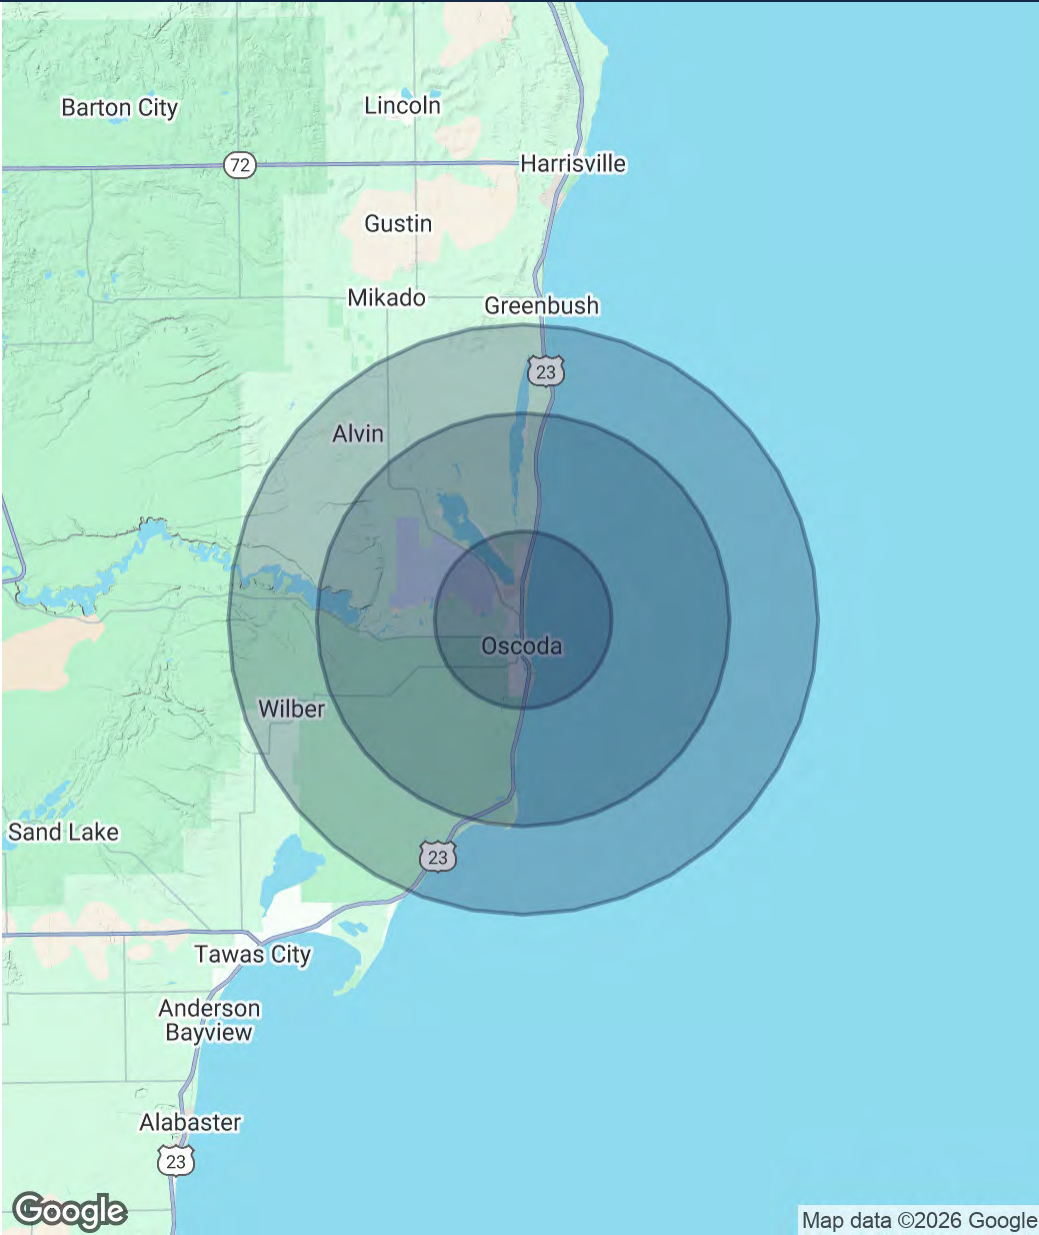 Barton City
Lincoln
72
Harrisville
Gustin
Mikado
Greenbush
23
Alvin
Oscoda
Wilber
Sand Lake
23
Tawas City
Anderson
Bayview
Alabaster
23
Google
Map data ©2026 Google